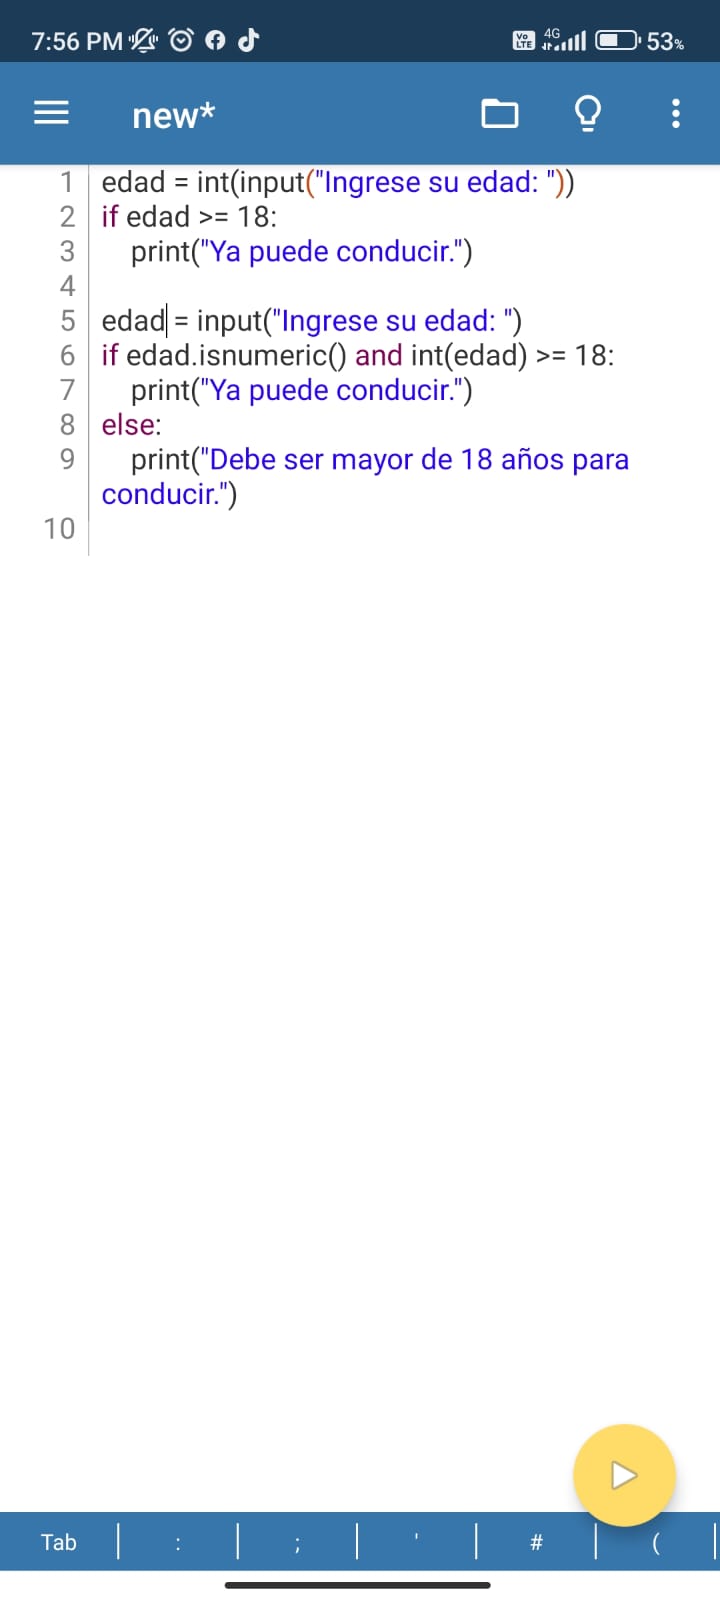 7:56 PM
Vo LTE 4G 53%
new*
1 edad = int(input("Ingrese su edad: "))
2 if edad >= 18:
3 print("Ya puede conducir.")
4
5 edad = input("Ingrese su edad: ")
6 if edad.isnumeric() and int(edad) >= 18:
7 print("Ya puede conducir.")
8 else:
9 print("Debe ser mayor de 18 años para
conducir.")
10
Tab : ; ' # (